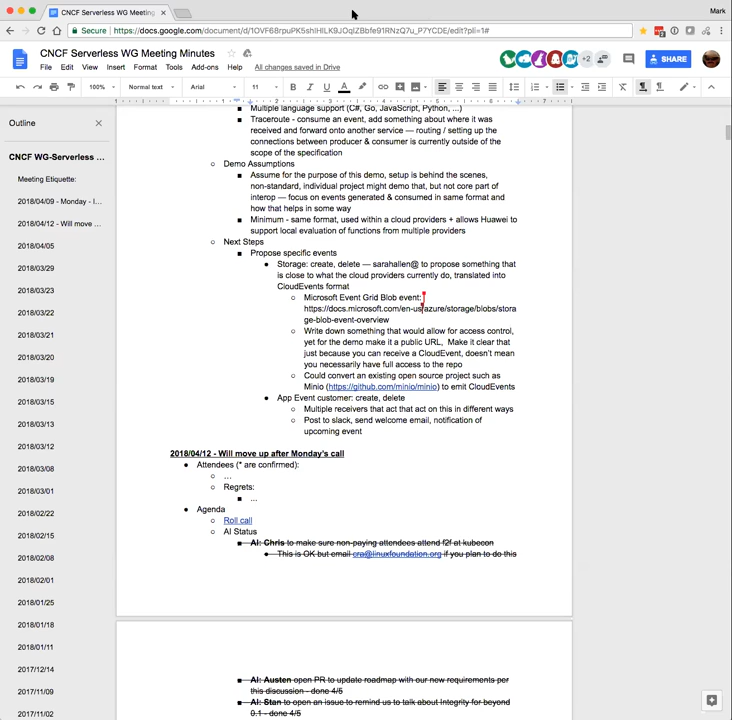 CNCF Serverless WG Meeting M
Mark
Secure
https://docs.google.com/document/d/1OVF68rpuPK5shlHlLK9JOqlZBbfe91RNzQ7u_P7YCDE/edit?pli=1#
CNCF Serverless WG Meeting Minutes
File Edit View Insert Format Tools Add-ons Help All changes saved in Drive
+2
SHARE
100% Normal text Arial 11
Outline
CNCF WG-Serverless ...
Meeting Etiquette:
2018/04/09 - Monday - I...
2018/04/12 - Will move ...
2018/04/05
2018/03/29
2018/03/23
2018/03/22
2018/03/21
2018/03/20
2018/03/19
2018/03/15
2018/03/13
2018/03/12
2018/03/08
2018/03/01
2018/02/22
2018/02/15
2018/02/08
2018/02/01
2018/01/25
2018/01/18
2018/01/11
2017/12/14
2017/11/09
2017/11/02
Multiple language support (C#, Go, JavaScript, Python, ...)
Traceroute - consume an event, add something about where it was
received and forward onto another service — routing / setting up the
connections between producer & consumer is currently outside of the
scope of the specification
Demo Assumptions
Assume for the purpose of this demo, setup is behind the scenes,
non-standard, individual project might demo that, but not core part of
interop — focus on events generated & consumed in same format and
how that helps in some way
Minimum - same format, used within a cloud providers + allows Huawei to
support local evaluation of functions from multiple providers
Next Steps
Propose specific events
Storage: create, delete — sarahallen@ to propose something that
is close to what the cloud providers currently do, translated into
CloudEvents format
Microsoft Event Grid Blob event:
https://docs.microsoft.com/en-us/azure/storage/blobs/stora
ge-blob-event-overview
Write down something that would allow for access control,
yet for the demo make it a public URL, Make it clear that
just because you can receive a CloudEvent, doesn't mean
you necessarily have full access to the repo
Could convert an existing open source project such as
Minio (https://github.com/minio/minio) to emit CloudEvents
App Event customer: create, delete
Multiple receivers that act that act on this in different ways
Post to slack, send welcome email, notification of
upcoming event
2018/04/12 - Will move up after Monday's call
Attendees (* are confirmed):
...
Regrets:
...
Agenda
Roll call
AI Status
AI: Chris to make sure non-paying attendees attend f2f at kubecon
This is OK but email cra@linuxfoundation.org if you plan to do this
AI: Austen open PR to update roadmap with our new requirements per
this discussion - done 4/5
AI: Stan to open an issue to remind us to talk about Integrity for beyond
0.1 - done 4/5